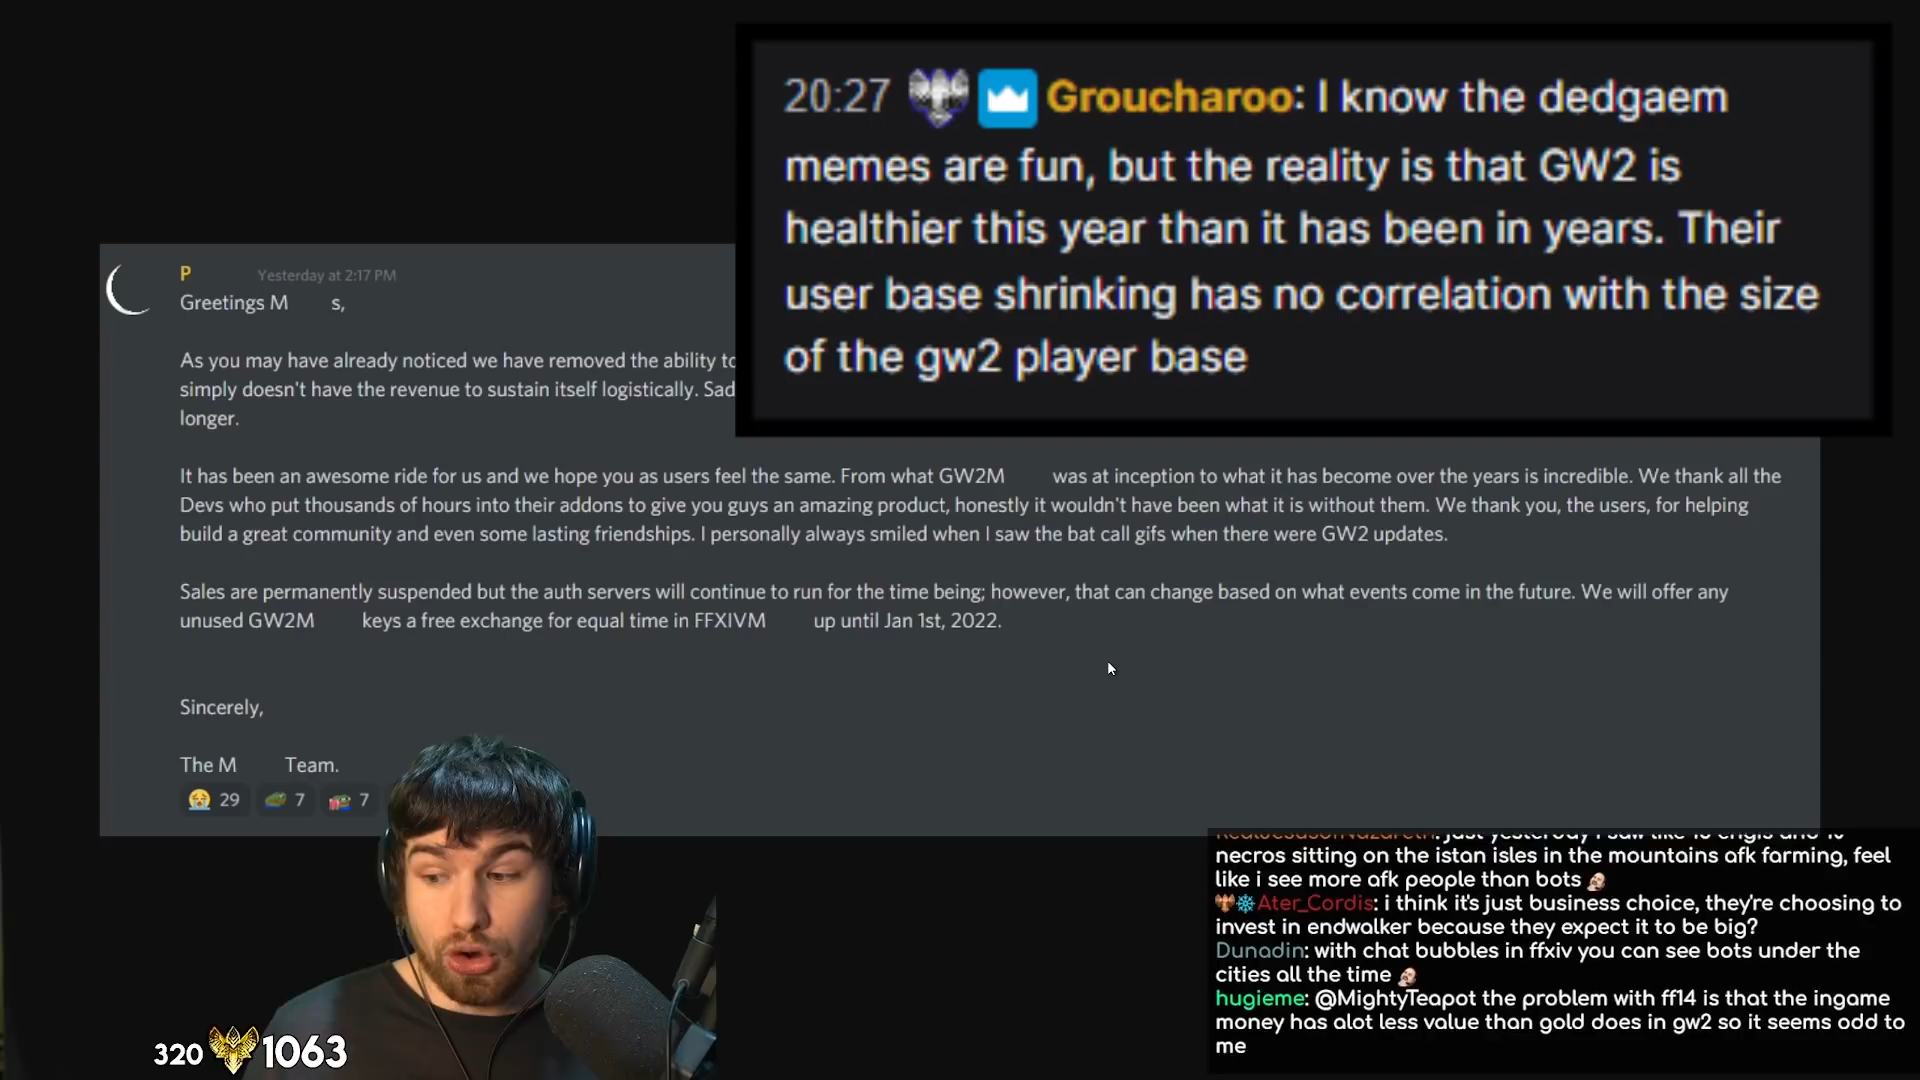 20:27 Groucharoo: I know the dedgaem
memes are fun, but the reality is that GW2 is
healthier this year than it has been in years. Their
user base shrinking has no correlation with the size
of the gw2 player base
P Yesterday at 2:17 PM
Greetings M s,
As you may have already noticed we have removed the ability to
simply doesn't have the revenue to sustain itself logistically. Sad
longer.
It has been an awesome ride for us and we hope you as users feel the same. From what GW2M was at inception to what it has become over the years is incredible. We thank all the
Devs who put thousands of hours into their addons to give you guys an amazing product, honestly it wouldn't have been what it is without them. We thank you, the users, for helping
build a great community and even some lasting friendships. I personally always smiled when I saw the bat call gifs when there were GW2 updates.
Sales are permanently suspended but the auth servers will continue to run for the time being; however, that can change based on what events come in the future. We will offer any
unused GW2M keys a free exchange for equal time in FFXIVM up until Jan 1st, 2022.
Sincerely,
The M Team.
29 7 7
just yesterday i saw like
necros sitting on the istan isles in the mountains afk farming, feel
like i see more afk people than bots
Ater_Cordis: i think it's just business choice, they're choosing to
invest in endwalker because they expect it to be big?
Dunadin: with chat bubbles in ffxiv you can see bots under the
cities all the time
hugieme: @MightyTeapot the problem with ff14 is that the ingame
money has alot less value than gold does in gw2 so it seems odd to
me
320 1063